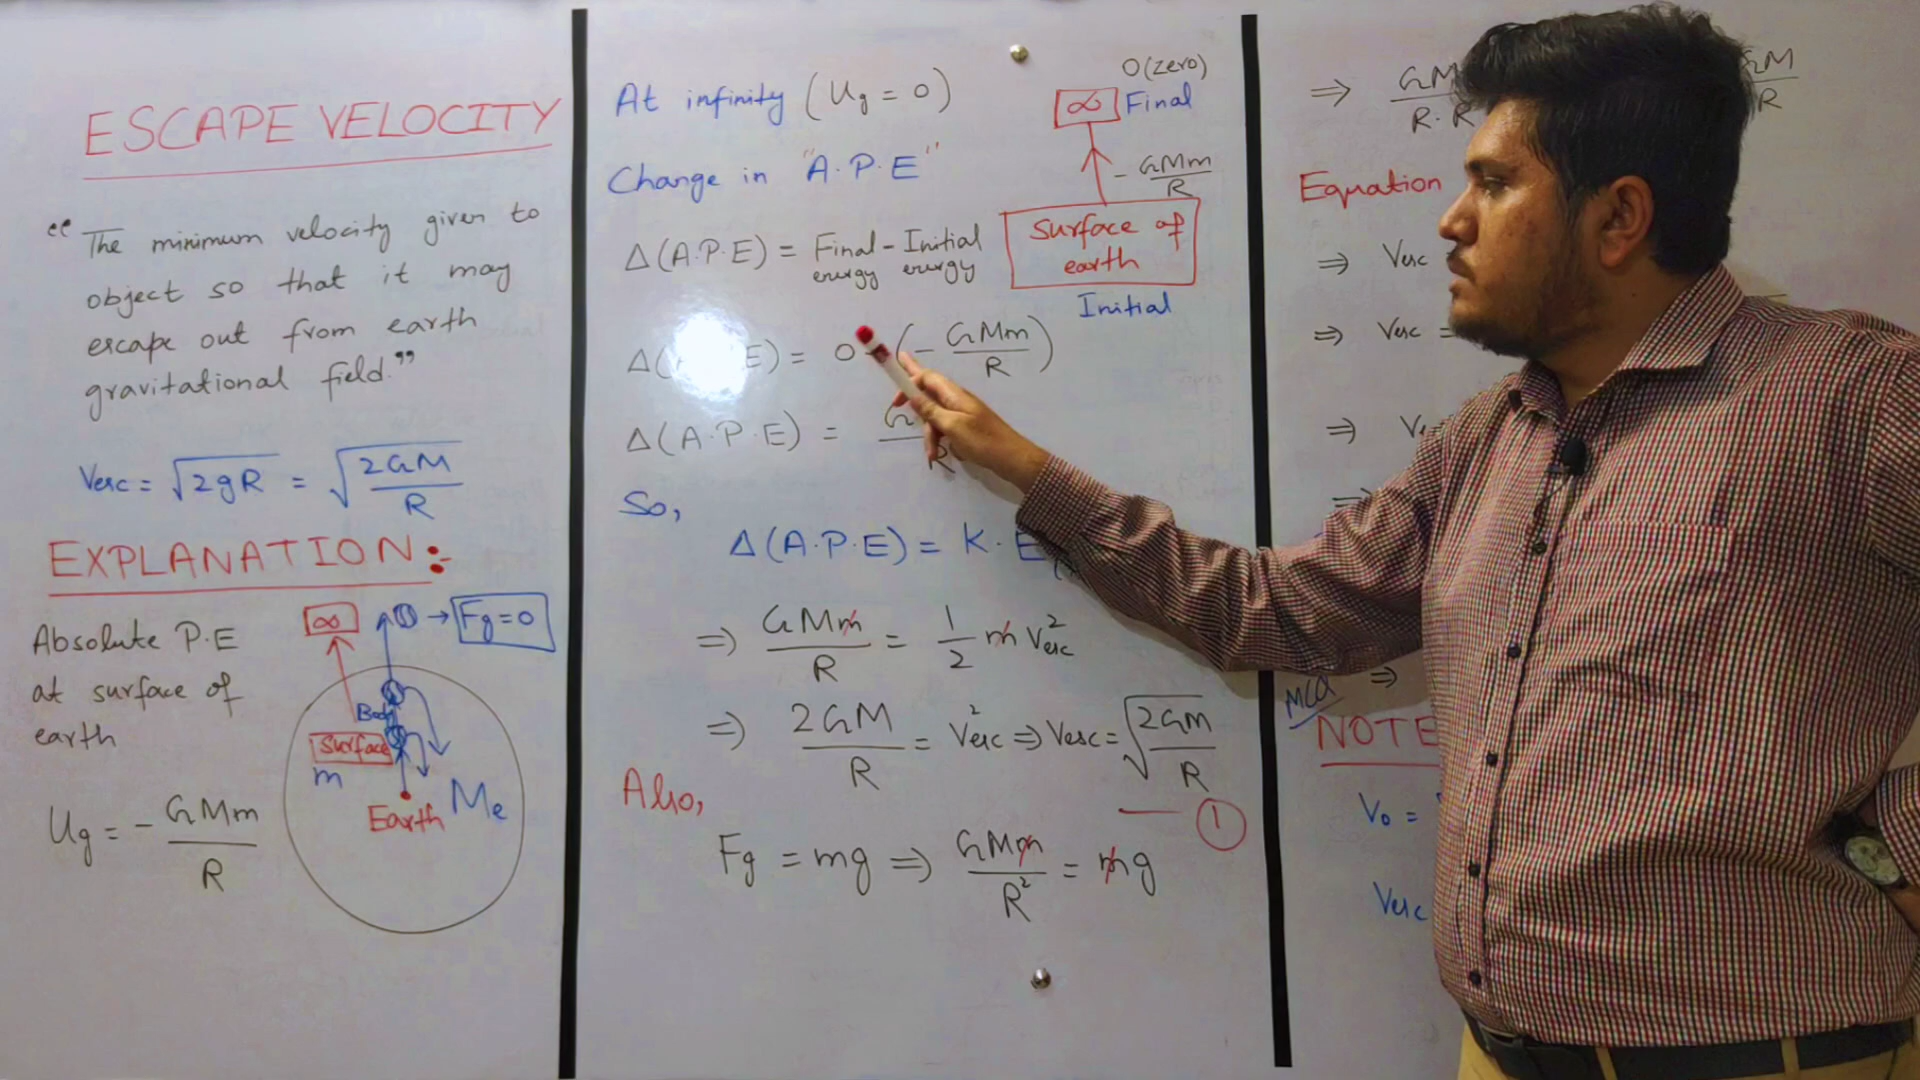 ESCAPE VELOCITY
“The minimum velocity given to
object so that it may
escape out from earth
gravitational field.”
Vesc = √2gR = √2GM/R
EXPLANATION:-
Absolute P.E
at surface of
earth
Ug = - GMm/R
∞
→ Fg=0
Body
Surface
m
Earth Me
At infinity (Ug = 0)
Change in "A.P.E"
Δ(A.P.E) = Final energy - Initial energy
Δ( E) = 0 (- GMm/R)
Δ(A.P.E) =
So,
Δ(A.P.E) = K.E
=> GMm/R = 1/2 m Vesc²
=> 2GM/R = Vesc² => Vesc = √2GM/R
— 1
Also,
Fg = mg => GMm/R² = mg
0(zero)
∞ Final
- GMm/R
Surface of
earth
Initial
=> GM/R.R
GM/R
Equation
=> Vesc
=> Vesc =
=>
=>
=>
MCQ
NOTE
Vo =
Vesc